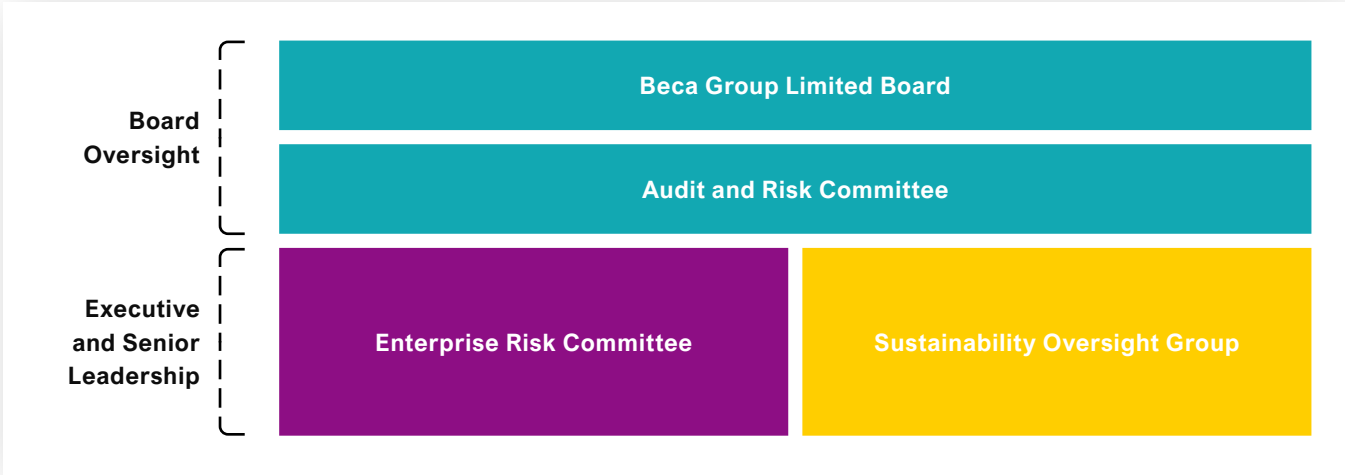 Board
Oversight
Beca Group Limited Board
Audit and Risk Committee
Executive
and Senior
Leadership
Enterprise Risk Committee
Sustainability Oversight Group